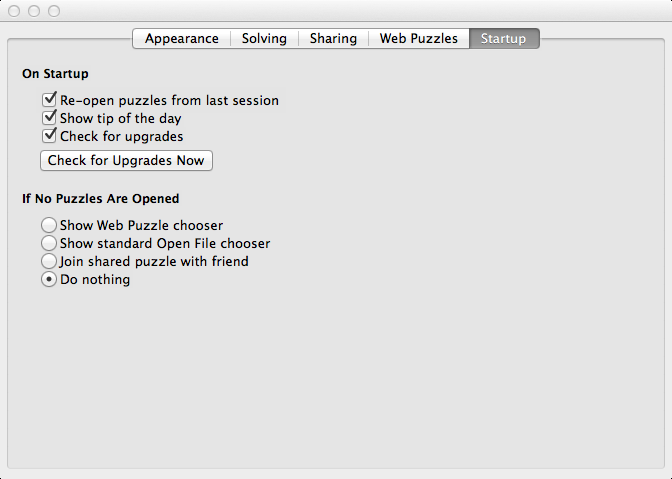 Appearance Solving Sharing Web Puzzles Startup
On Startup
Re-open puzzles from last session
Show tip of the day
Check for upgrades
Check for Upgrades Now
If No Puzzles Are Opened
Show Web Puzzle chooser
Show standard Open File chooser
Join shared puzzle with friend
Do nothing